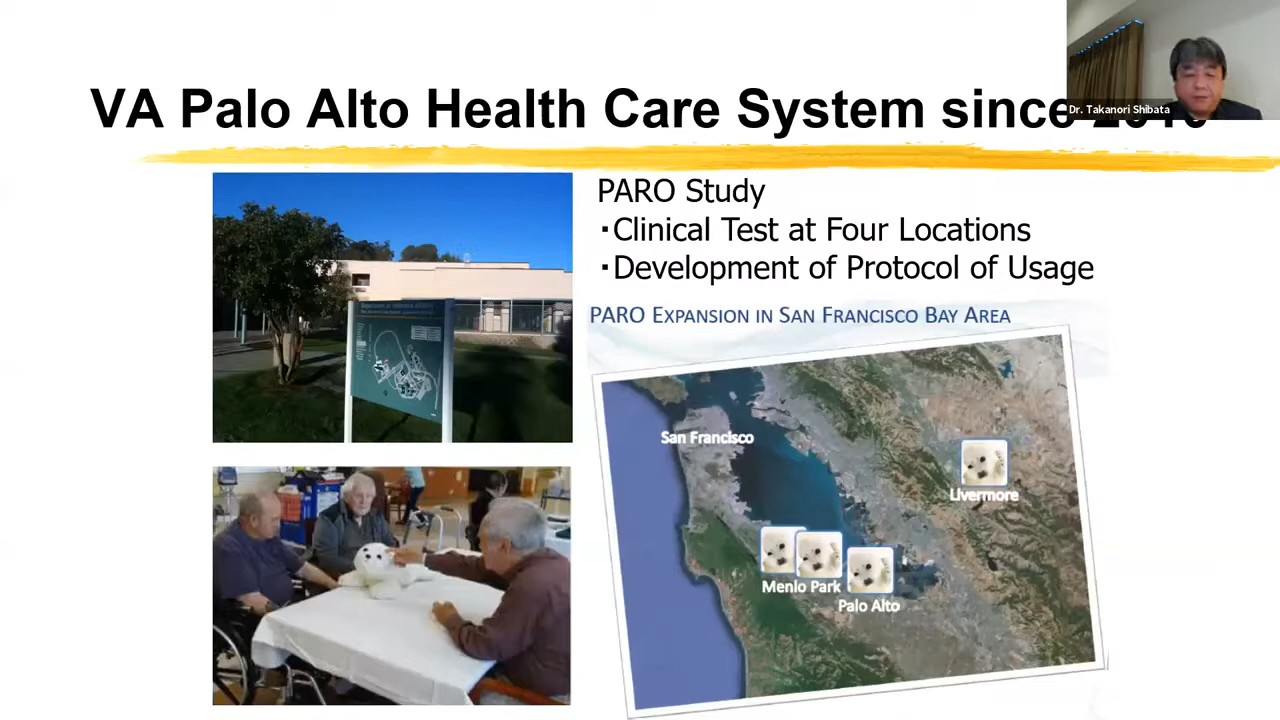 VA Palo Alto Health Care System since
Dr. Takanori Shibata
PARO Study
・Clinical Test at Four Locations
・Development of Protocol of Usage
PARO EXPANSION IN SAN FRANCISCO BAY AREA
San Francisco
Livermore
Menlo Park
Palo Alto